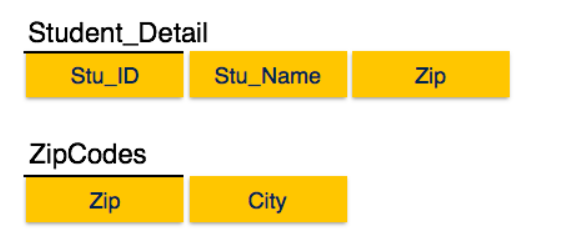 Student_Detail
Stu_ID Stu_Name Zip
ZipCodes
Zip City